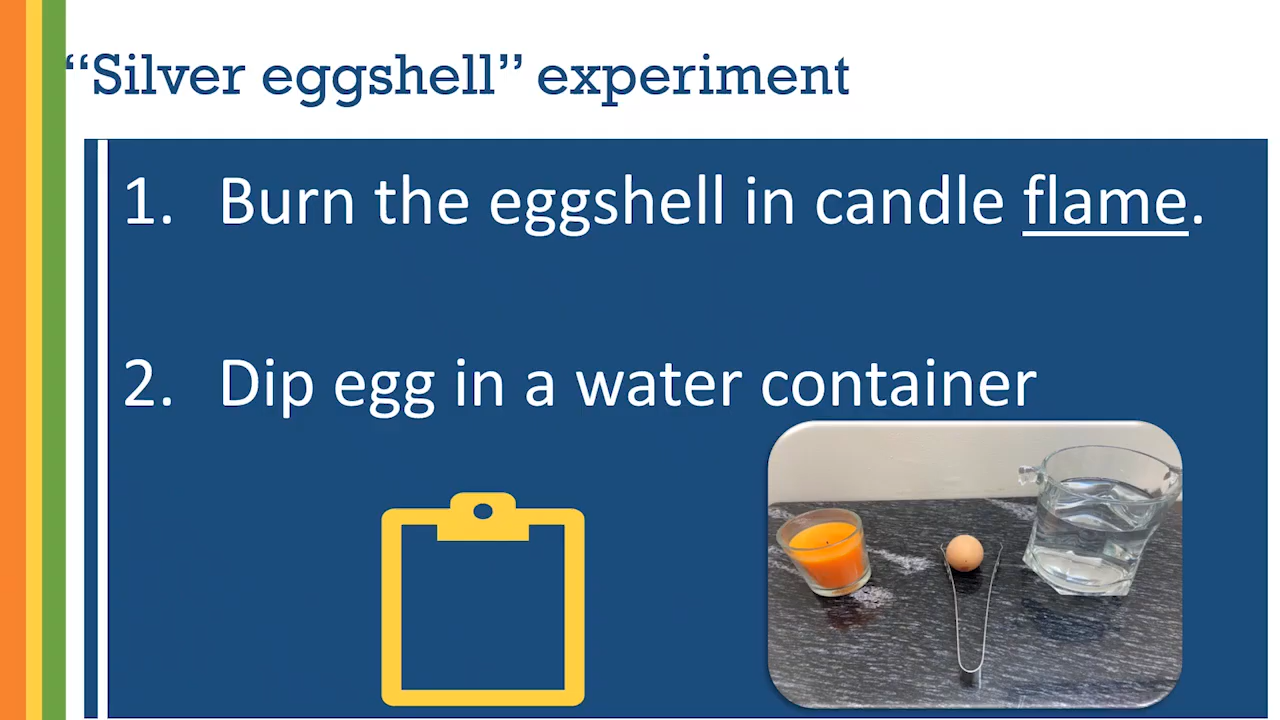 “Silver eggshell” experiment
1. Burn the eggshell in candle flame.
2. Dip egg in a water container